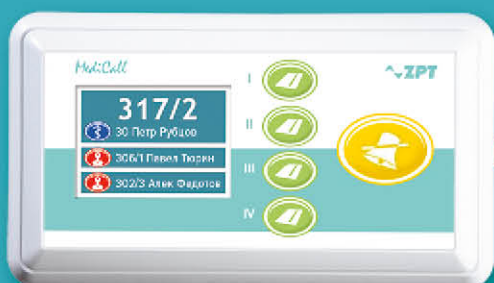 MediCall
ZPT
317/2
30 Петр Рубцов
306/1 Павел Тюрин
302/3 Алек Федотов
I
II
III
IV